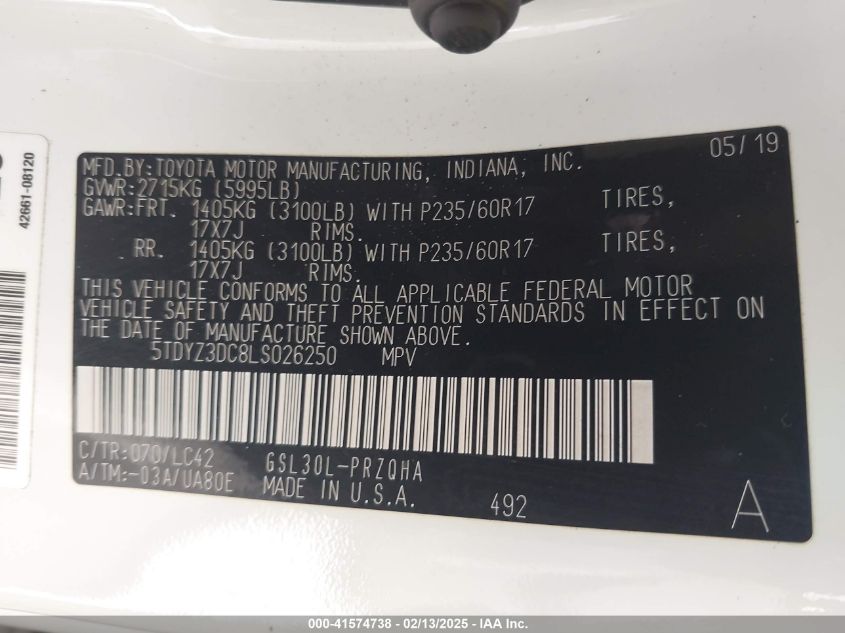 MFD.BY:TOYOTA MOTOR MANUFACTURING, INDIANA, INC. 05/19
GVWR:2715KG (5995LB)
GAWR:FRT. 1405KG (3100LB) WITH P235/60R17 TIRES,
17X7J RIMS.
RR. 1405KG (3100LB) WITH P235/60R17 TIRES,
17X7J RIMS.
THIS VEHICLE CONFORMS TO ALL APPLICABLE FEDERAL MOTOR
VEHICLE SAFETY AND THEFT PREVENTION STANDARDS IN EFFECT ON
THE DATE OF MANUFACTURE SHOWN ABOVE.
5TDYZ3DC8LS026250 MPV
C/TR:070/LC42 GSL30L-PRZQHA
A/TM:-03A/UA80E MADE IN U.S.A. 492 A
42661-08120
000-41574738 - 02/13/2025 - IAA Inc.